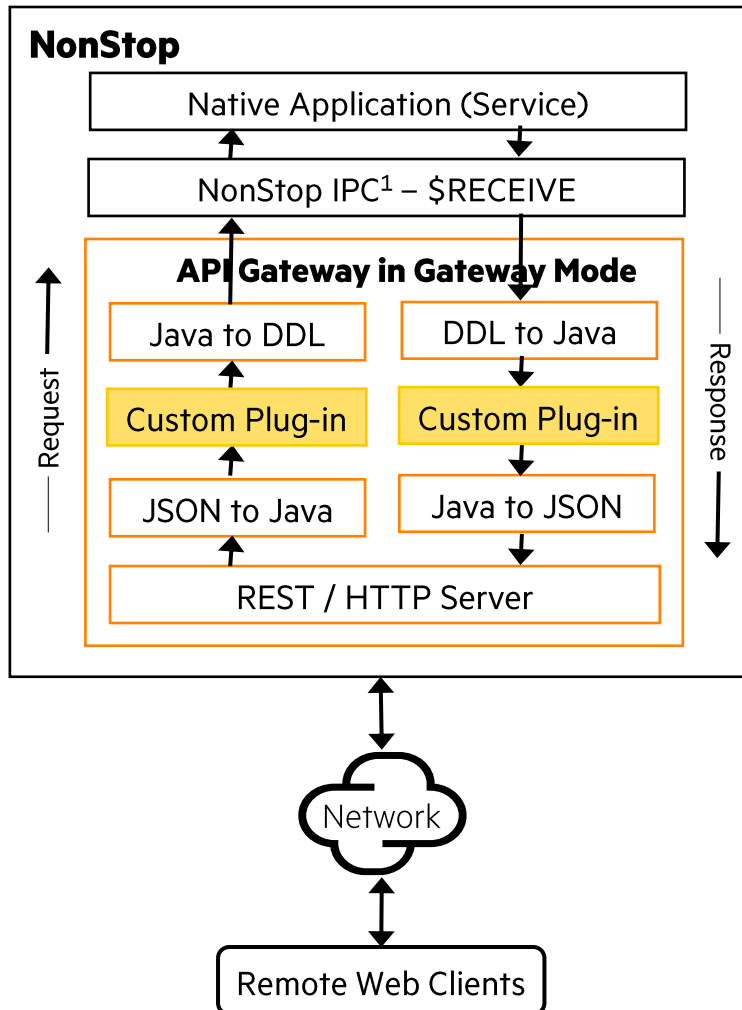 NonStop
Native Application (Service)
NonStop IPC¹ – $RECEIVE
API Gateway in Gateway Mode
Java to DDL
DDL to Java
Custom Plug-in
Custom Plug-in
JSON to Java
Java to JSON
REST / HTTP Server
Request
Response
Network
Remote Web Clients